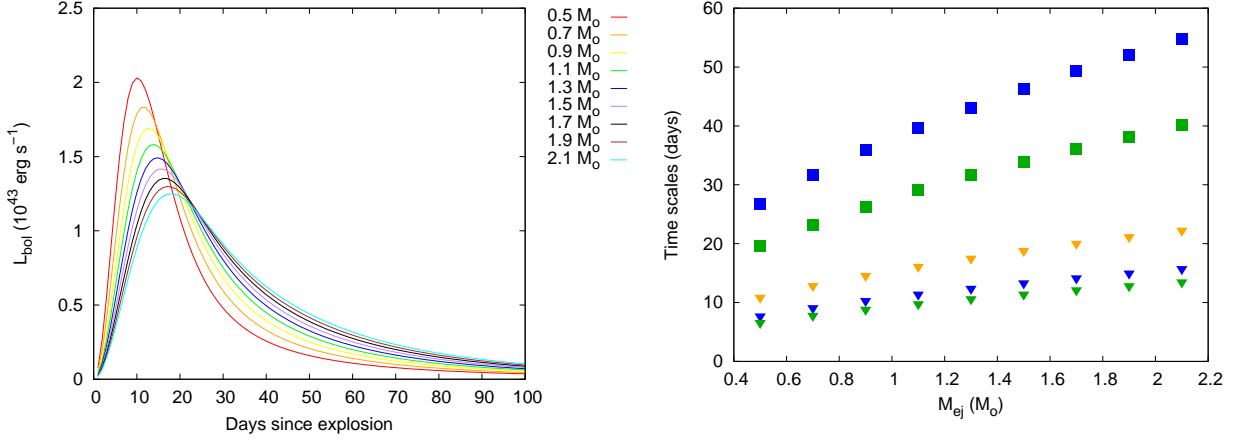 2.5
2
1.5
1
0.5
0
L_bol (10^43 erg s^−1)
0 10 20 30 40 50 60 70 80 90 100
Days since explosion
0.5 M_o
0.7 M_o
0.9 M_o
1.1 M_o
1.3 M_o
1.5 M_o
1.7 M_o
1.9 M_o
2.1 M_o
60
50
40
30
20
10
0
Time scales (days)
0.4 0.6 0.8 1 1.2 1.4 1.6 1.8 2 2.2
M_ej (M_o)